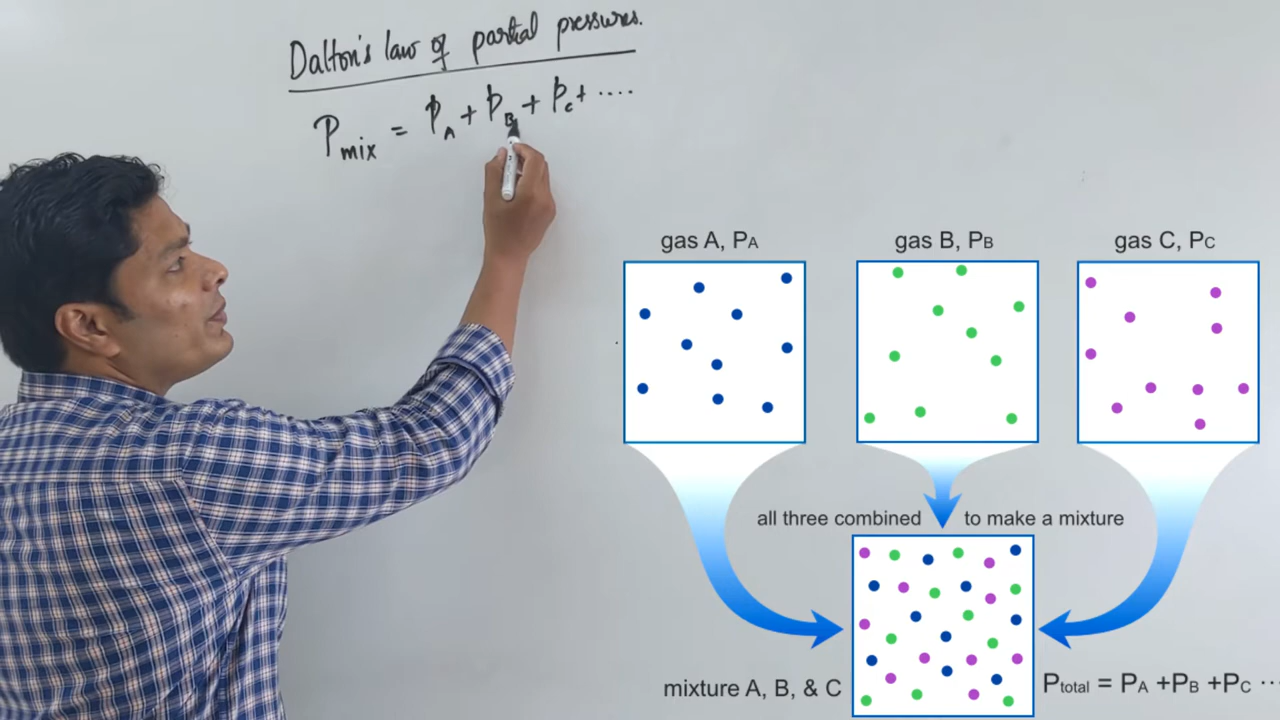 Dalton's law of partial pressures.
Pmix = pA + pB + pC + ....
gas A, PA
gas B, PB
gas C, PC
all three combined to make a mixture
mixture A, B, & C
Ptotal = PA +PB +PC ...